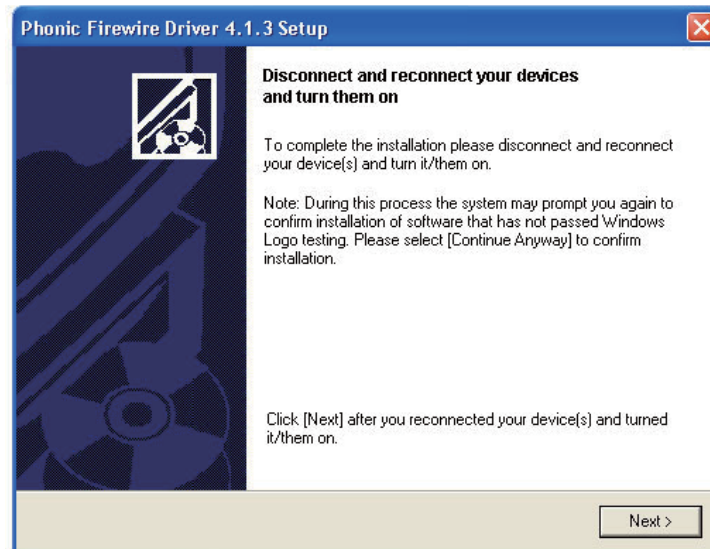 Phonic Firewire Driver 4.1.3 Setup
Disconnect and reconnect your devices
and turn them on
To complete the installation please disconnect and reconnect
your device(s) and turn it/them on.
Note: During this process the system may prompt you again to
confirm installation of software that has not passed Windows
Logo testing. Please select [Continue Anyway] to confirm
installation.
Click [Next] after you reconnected your device(s) and turned
it/them on.
Next >